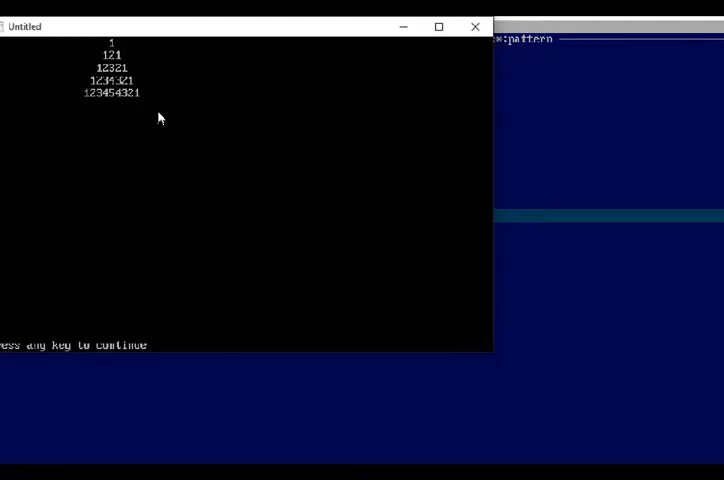 Untitled
:pattern
1
121
12321
1234321
123454321
ess any key to continue